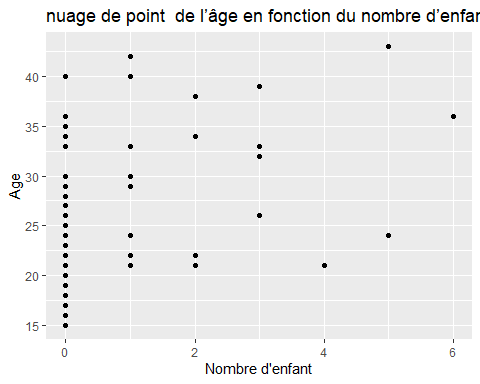 nuage de point  de l’âge en fonction du nombre d’enfan
40
35
30
25
20
15
Age
0 2 4 6
Nombre d'enfant